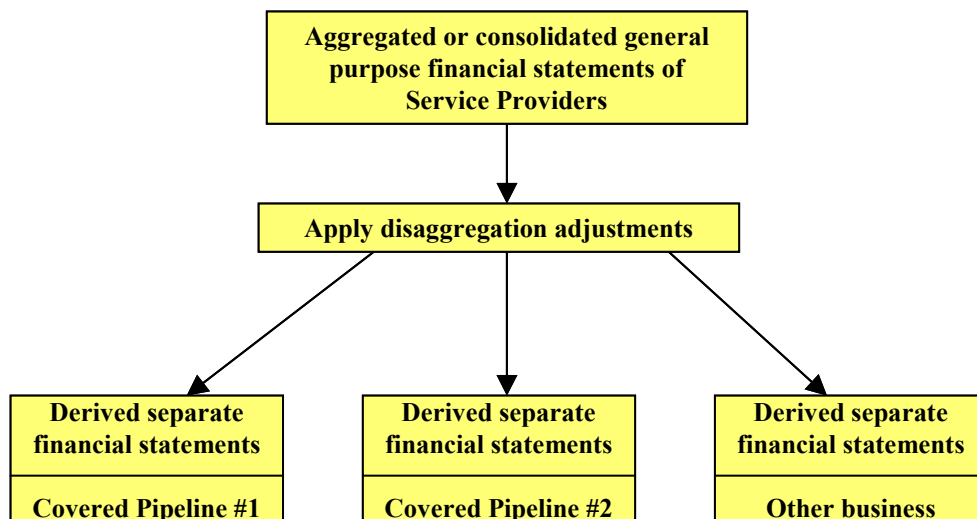 Aggregated or consolidated general
purpose financial statements of
Service Providers
Apply disaggregation adjustments
Derived separate
financial statements
Covered Pipeline #1
Derived separate
financial statements
Covered Pipeline #2
Derived separate
financial statements
Other business